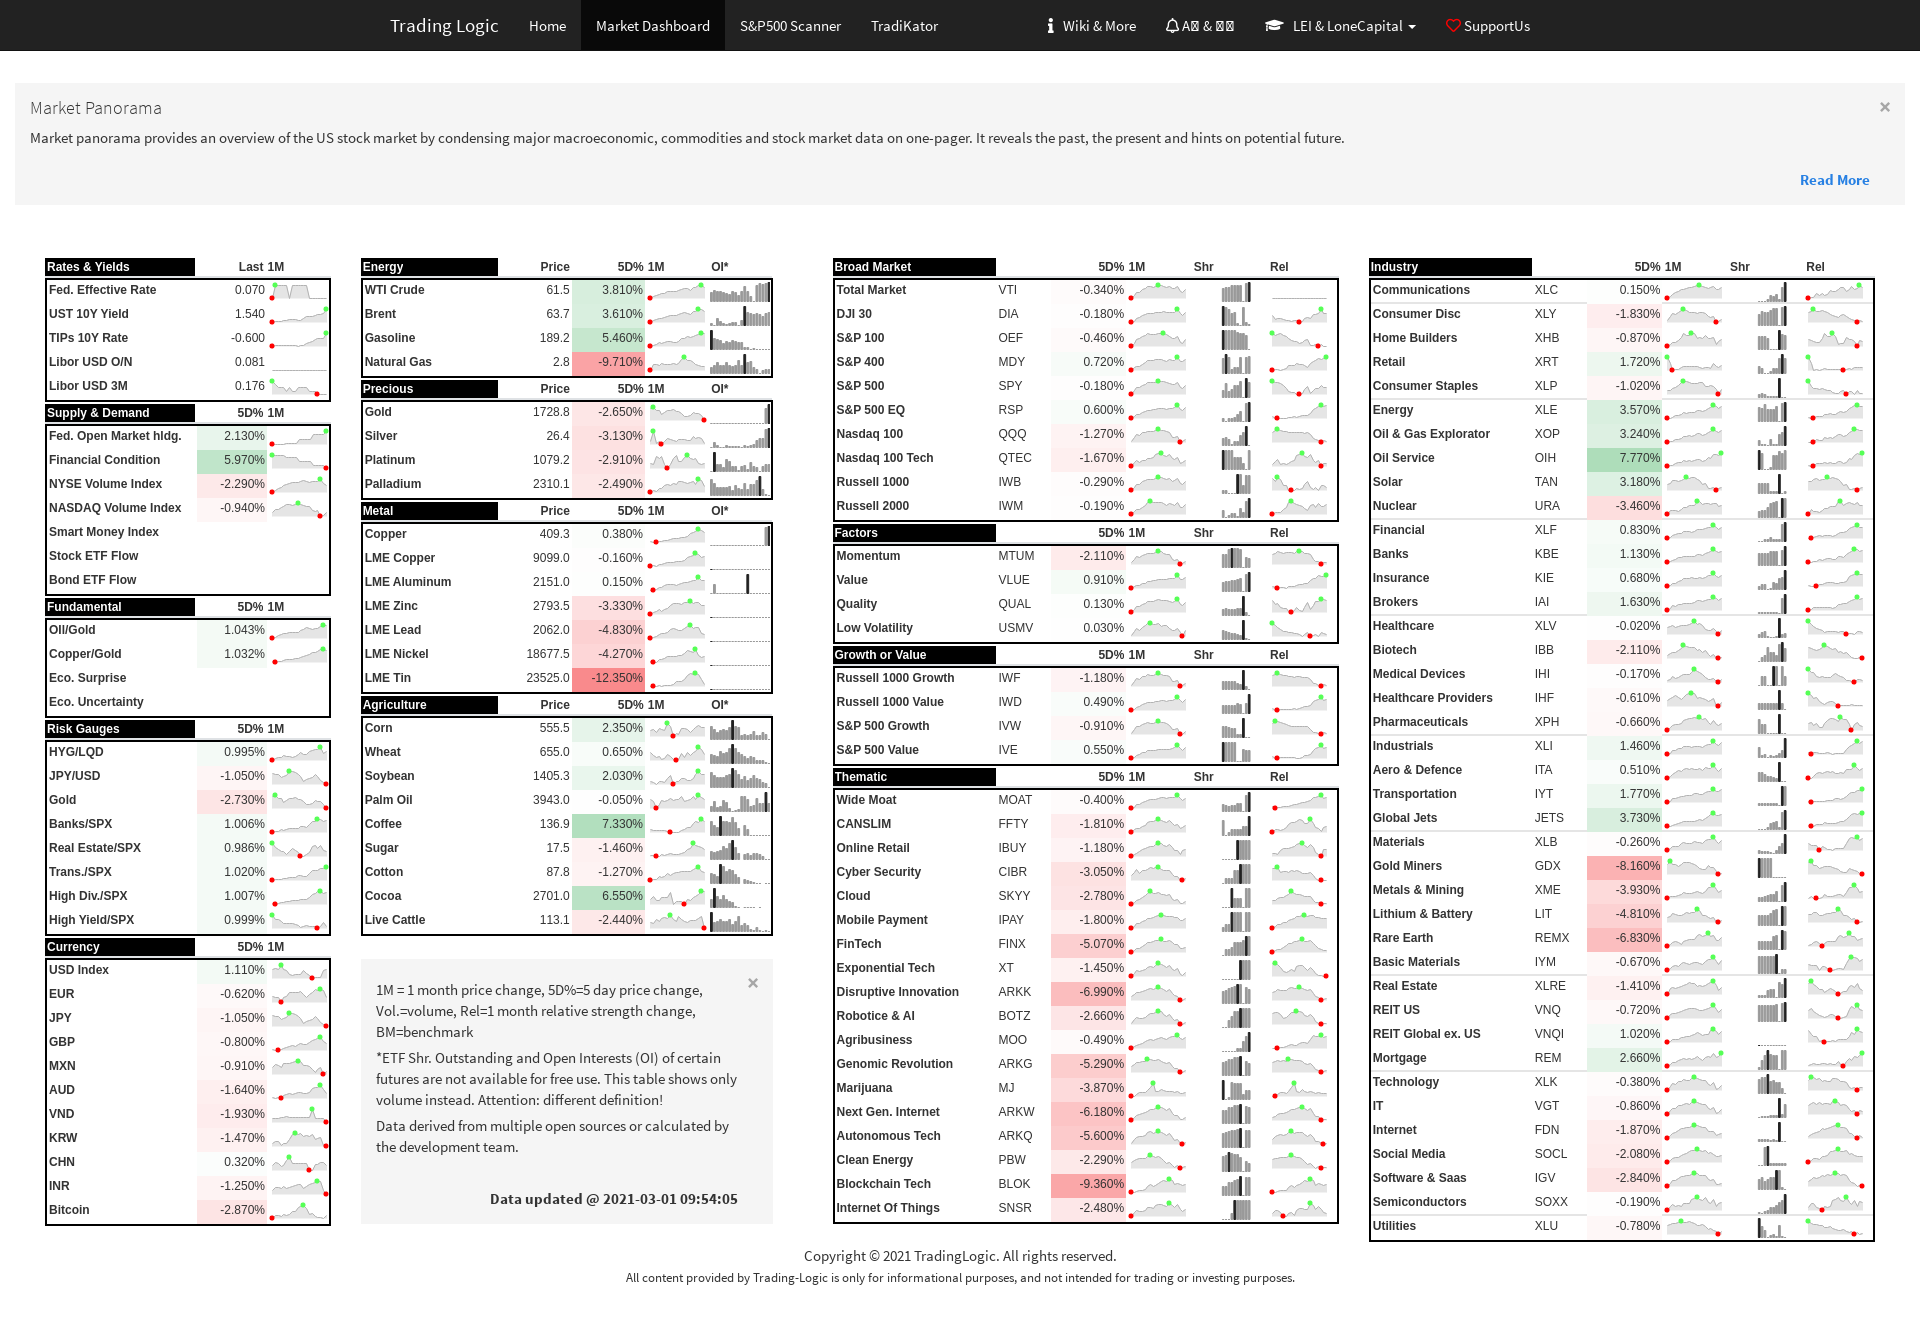 Trading Logic Home Market Dashboard S&P500 Scanner TradiKator Wiki & More LEI & LoneCapital SupportUs
Market Panorama ×
Market panorama provides an overview of the US stock market by condensing major macroeconomic, commodities and stock market data on one-pager. It reveals the past, the present and hints on potential future.
Read More
Rates & Yields Last 1M
Fed. Effective Rate 0.070
UST 10Y Yield 1.540
TIPs 10Y Rate -0.600
Libor USD O/N 0.081
Libor USD 3M 0.176
Supply & Demand 5D% 1M
Fed. Open Market hldg. 2.130%
Financial Condition 5.970%
NYSE Volume Index -2.290%
NASDAQ Volume Index -0.940%
Smart Money Index
Stock ETF Flow
Bond ETF Flow
Fundamental 5D% 1M
OIl/Gold 1.043%
Copper/Gold 1.032%
Eco. Surprise
Eco. Uncertainty
Risk Gauges 5D% 1M
HYG/LQD 0.995%
JPY/USD -1.050%
Gold -2.730%
Banks/SPX 1.006%
Real Estate/SPX 0.986%
Trans./SPX 1.020%
High Div./SPX 1.007%
High Yield/SPX 0.999%
Currency 5D% 1M
USD Index 1.110%
EUR -0.620%
JPY -1.050%
GBP -0.800%
MXN -0.910%
AUD -1.640%
VND -1.930%
KRW -1.470%
CHN 0.320%
INR -1.250%
Bitcoin -2.870%
Energy Price 5D% 1M OI*
WTI Crude 61.5 3.810%
Brent 63.7 3.610%
Gasoline 189.2 5.460%
Natural Gas 2.8 -9.710%
Precious Price 5D% 1M OI*
Gold 1728.8 -2.650%
Silver 26.4 -3.130%
Platinum 1079.2 -2.910%
Palladium 2310.1 -2.490%
Metal Price 5D% 1M OI*
Copper 409.3 0.380%
LME Copper 9099.0 -0.160%
LME Aluminum 2151.0 0.150%
LME Zinc 2793.5 -3.330%
LME Lead 2062.0 -4.830%
LME Nickel 18677.5 -4.270%
LME Tin 23525.0 -12.350%
Agriculture Price 5D% 1M OI*
Corn 555.5 2.350%
Wheat 655.0 0.650%
Soybean 1405.3 2.030%
Palm Oil 3943.0 -0.050%
Coffee 136.9 7.330%
Sugar 17.5 -1.460%
Cotton 87.8 -1.270%
Cocoa 2701.0 6.550%
Live Cattle 113.1 -2.440%
×
1M = 1 month price change, 5D%=5 day price change,
Vol.=volume, Rel=1 month relative strength change,
BM=benchmark
*ETF Shr. Outstanding and Open Interests (OI) of certain
futures are not available for free use. This table shows only
volume instead. Attention: different definition!
Data derived from multiple open sources or calculated by
the development team.
Data updated @ 2021-03-01 09:54:05
Broad Market 5D% 1M Shr Rel
Total Market VTI -0.340%
DJI 30 DIA -0.180%
S&P 100 OEF -0.460%
S&P 400 MDY 0.720%
S&P 500 SPY -0.180%
S&P 500 EQ RSP 0.600%
Nasdaq 100 QQQ -1.270%
Nasdaq 100 Tech QTEC -1.670%
Russell 1000 IWB -0.290%
Russell 2000 IWM -0.190%
Factors 5D% 1M Shr Rel
Momentum MTUM -2.110%
Value VLUE 0.910%
Quality QUAL 0.130%
Low Volatility USMV 0.030%
Growth or Value 5D% 1M Shr Rel
Russell 1000 Growth IWF -1.180%
Russell 1000 Value IWD 0.490%
S&P 500 Growth IVW -0.910%
S&P 500 Value IVE 0.550%
Thematic 5D% 1M Shr Rel
Wide Moat MOAT -0.400%
CANSLIM FFTY -1.810%
Online Retail IBUY -1.180%
Cyber Security CIBR -3.050%
Cloud SKYY -2.780%
Mobile Payment IPAY -1.800%
FinTech FINX -5.070%
Exponential Tech XT -1.450%
Disruptive Innovation ARKK -6.990%
Robotic & AI BOTZ -2.660%
Agribusiness MOO -0.490%
Genomic Revolution ARKG -5.290%
Marijuana MJ -3.870%
Next Gen. Internet ARKW -6.180%
Autonomous Tech ARKQ -5.600%
Clean Energy PBW -2.290%
Blockchain Tech BLOK -9.360%
Internet Of Things SNSR -2.480%
Industry 5D% 1M Shr Rel
Communications XLC 0.150%
Consumer Disc XLY -1.830%
Home Builders XHB -0.870%
Retail XRT 1.720%
Consumer Staples XLP -1.020%
Energy XLE 3.570%
Oil & Gas Explorator XOP 3.240%
Oil Service OIH 7.770%
Solar TAN 3.180%
Nuclear URA -3.460%
Financial XLF 0.830%
Banks KBE 1.130%
Insurance KIE 0.680%
Brokers IAI 1.630%
Healthcare XLV -0.020%
Biotech IBB -2.110%
Medical Devices IHI -0.170%
Healthcare Providers IHF -0.610%
Pharmaceuticals XPH -0.660%
Industrials XLI 1.460%
Aero & Defence ITA 0.510%
Transportation IYT 1.770%
Global Jets JETS 3.730%
Materials XLB -0.260%
Gold Miners GDX -8.160%
Metals & Mining XME -3.930%
Lithium & Battery LIT -4.810%
Rare Earth REMX -6.830%
Basic Materials IYM -0.670%
Real Estate XLRE -1.410%
REIT US VNQ -0.720%
REIT Global ex. US VNQI 1.020%
Mortgage REM 2.660%
Technology XLK -0.380%
IT VGT -0.860%
Internet FDN -1.870%
Social Media SOCL -2.080%
Software & Saas IGV -2.840%
Semiconductors SOXX -0.190%
Utilities XLU -0.780%
Copyright © 2021 TradingLogic. All rights reserved.
All content provided by Trading-Logic is only for informational purposes, and not intended for trading or investing purposes.